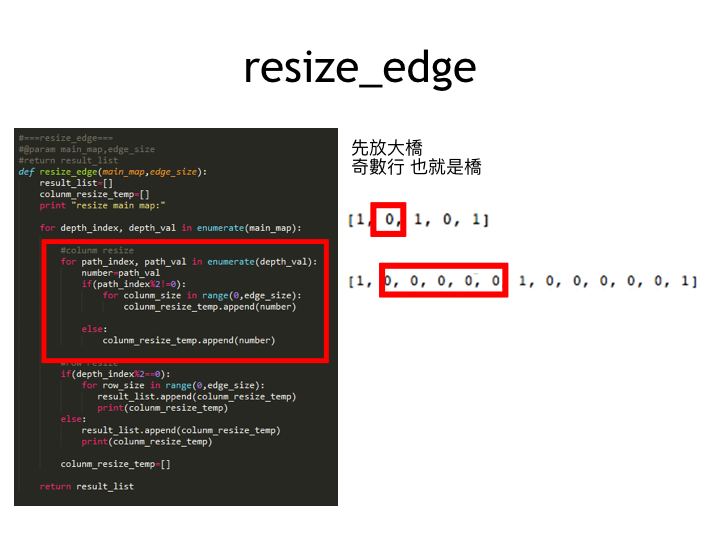 resize_edge
#===resize_edge===
#@param main_map,edge_size
#return result_list
def resize_edge(main_map,edge_size):
result_list=[]
colunm_resize_temp=[]
print "resize main map:"
for depth_index, depth_val in enumerate(main_map):
#colunm resize
for path_index, path_val in enumerate(depth_val):
number=path_val
if(path_index%2!=0):
for colunm_size in range(0,edge_size):
colunm_resize_temp.append(number)
else:
colunm_resize_temp.append(number)
#row resize
if(depth_index%2==0):
for row_size in range(0,edge_size):
result_list.append(colunm_resize_temp)
print(colunm_resize_temp)
else:
result_list.append(colunm_resize_temp)
print(colunm_resize_temp)
colunm_resize_temp=[]
return result_list
先放大橋
奇數行 也就是橋
[1, 0, 1, 0, 1]
[1, 0, 0, 0, 0, 0, 1, 0, 0, 0, 0, 0, 1]